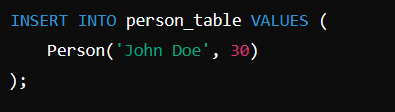 INSERT INTO person_table VALUES (
    Person('John Doe', 30)
);